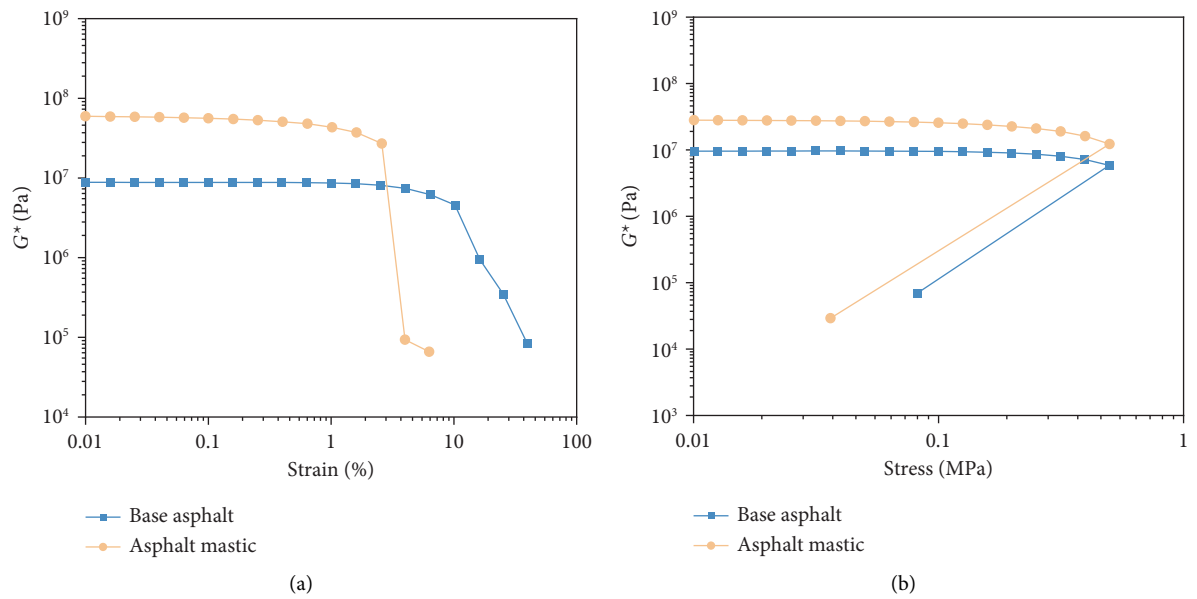 10⁹
10⁸
10⁷
10⁶
10⁵
10⁴
G* (Pa)
0.01 0.1 1 10 100
Strain (%)
Base asphalt
Asphalt mastic
(a)
10⁹
10⁸
10⁷
10⁶
10⁵
10⁴
10³
G* (Pa)
0.01 0.1 1
Stress (MPa)
Base asphalt
Asphalt mastic
(b)